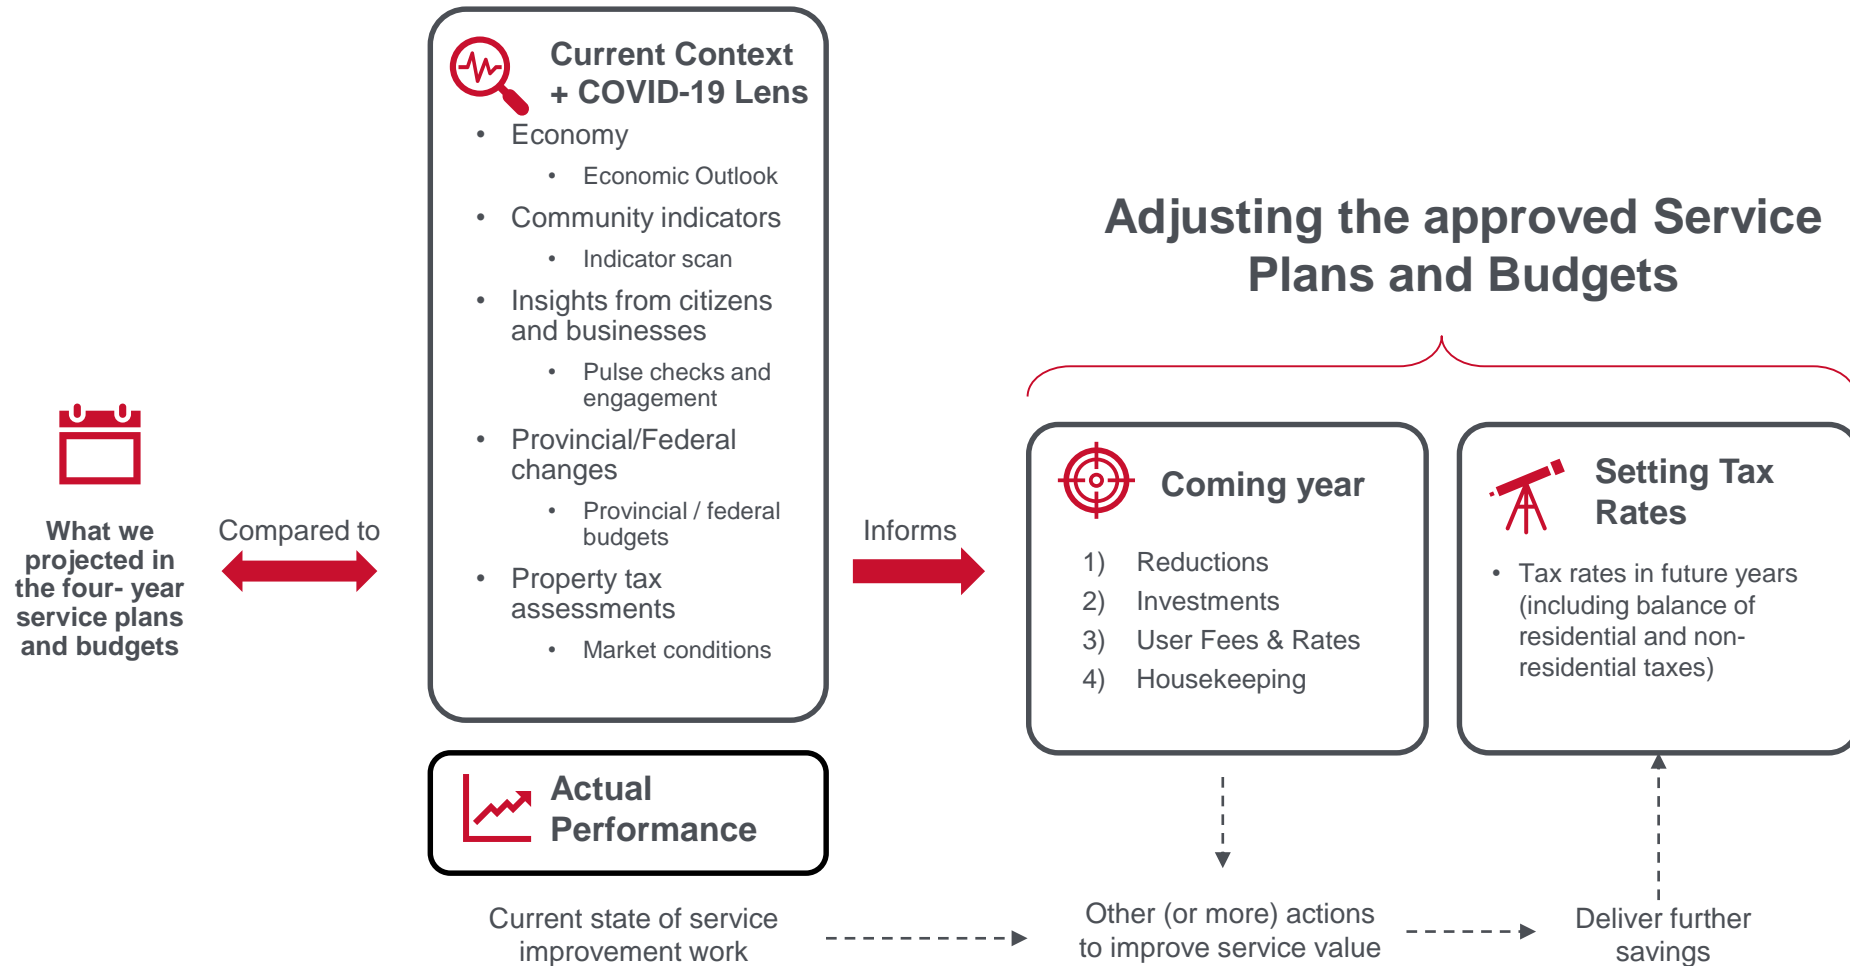 What we
projected in
the four- year
service plans
and budgets
Compared to
Current Context
+ COVID-19 Lens
• Economy
• Economic Outlook
• Community indicators
• Indicator scan
• Insights from citizens
and businesses
• Pulse checks and
engagement
• Provincial/Federal
changes
• Provincial / federal
budgets
• Property tax
assessments
• Market conditions
Actual
Performance
Current state of service
improvement work
Informs
Adjusting the approved Service
Plans and Budgets
Coming year
1) Reductions
2) Investments
3) User Fees & Rates
4) Housekeeping
Setting Tax
Rates
• Tax rates in future years
(including balance of
residential and non-
residential taxes)
Other (or more) actions
to improve service value
Deliver further
savings